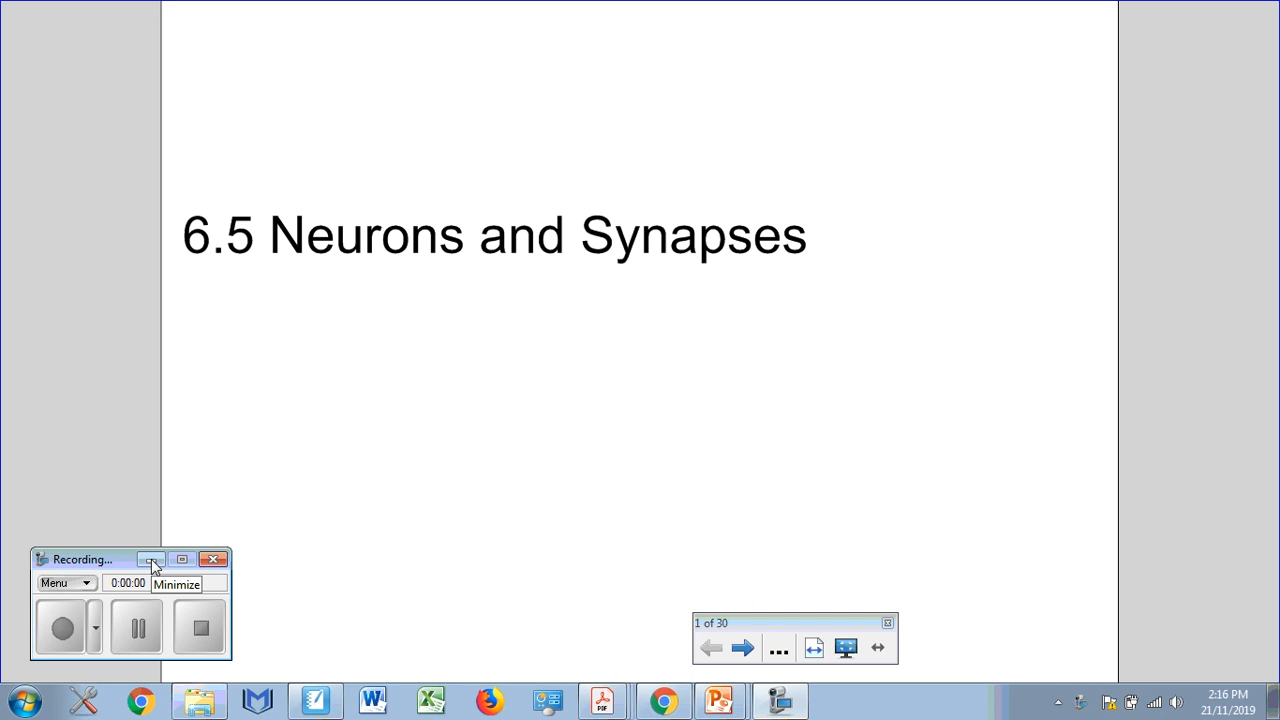 6.5 Neurons and Synapses
Recording...
Menu
0:00:00
Minimize
1 of 30
...
PDF
2:16 PM
21/11/2019